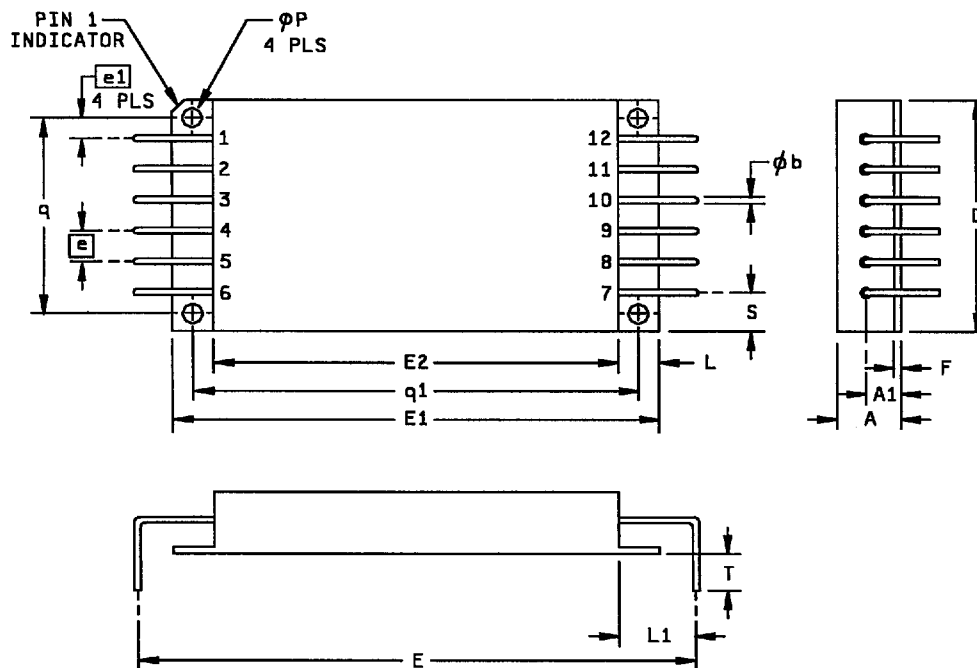 PIN 1
INDICATOR
ϕP
4 PLS
e1
4 PLS
1
2
3
4
5
6
12
11
10
9
8
7
ϕb
q
e
S
D
E2
L
q1
E1
F
A1
A
T
L1
E